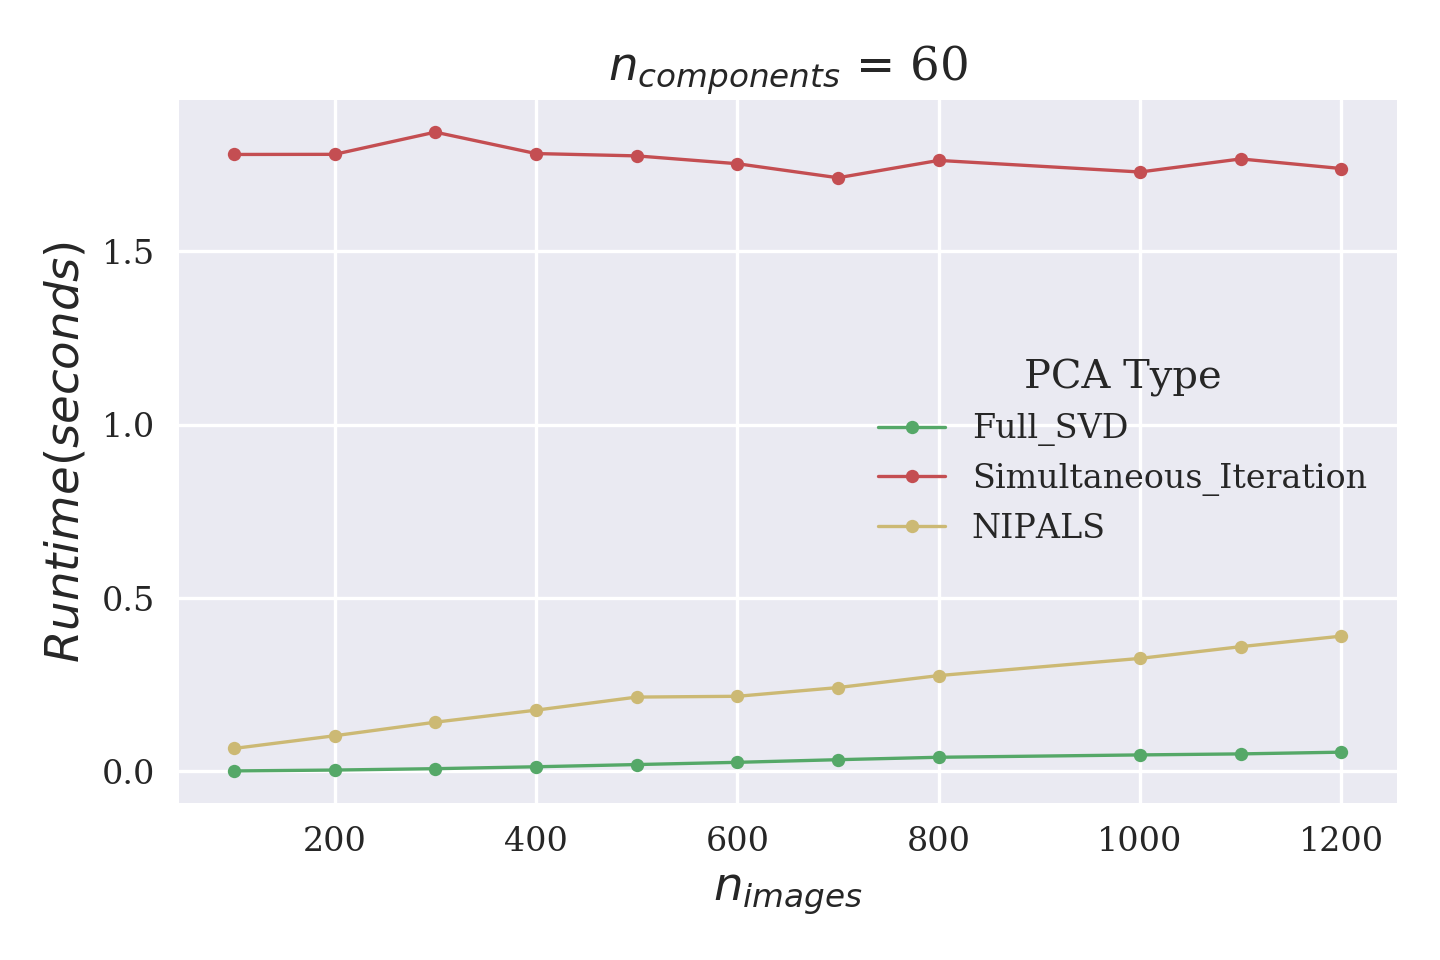 n_components = 60
Runtime(seconds)
1.5
1.0
0.5
0.0
PCA Type
Full_SVD
Simultaneous_Iteration
NIPALS
200 400 600 800 1000 1200
n_images